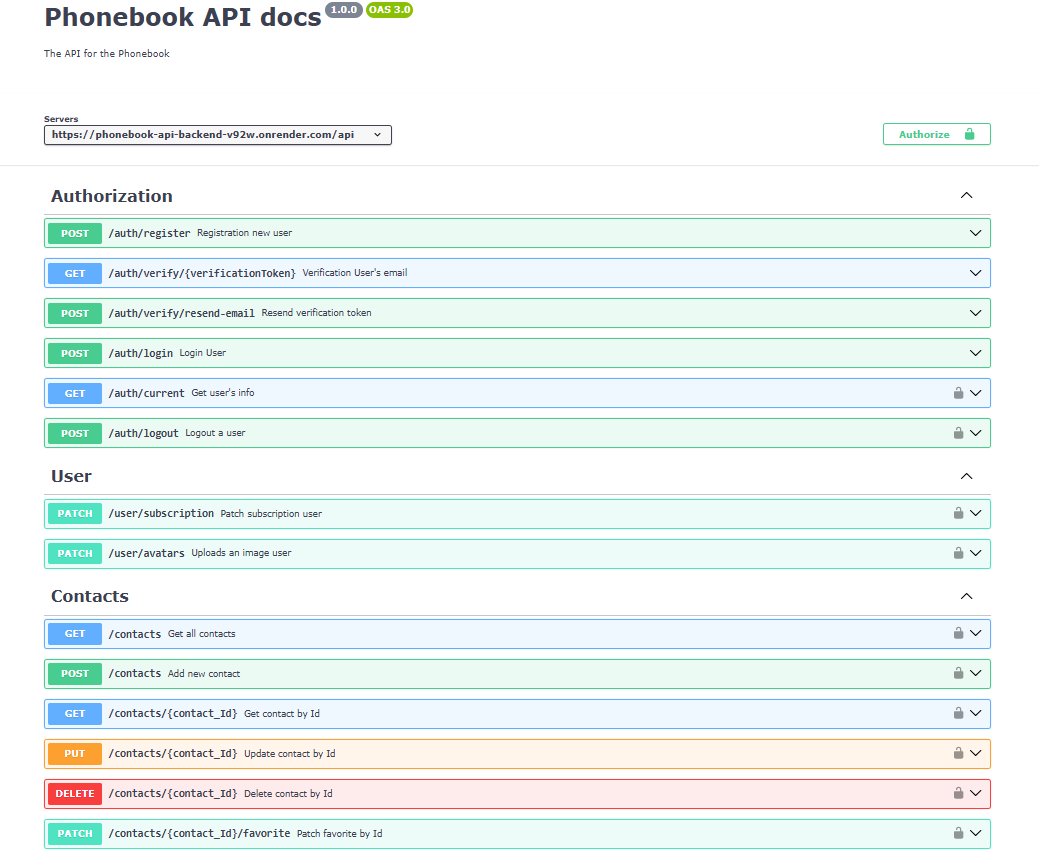 Phonebook API docs 1.0.0 OAS 3.0
The API for the Phonebook
Servers
https://phonebook-api-backend-v92w.onrender.com/api
Authorize
Authorization
POST /auth/register Registration new user
GET /auth/verify/{verificationToken} Verification User's email
POST /auth/verify/resend-email Resend verification token
POST /auth/login Login User
GET /auth/current Get user's info
POST /auth/logout Logout a user
User
PATCH /user/subscription Patch subscription user
PATCH /user/avatars Uploads an image user
Contacts
GET /contacts Get all contacts
POST /contacts Add new contact
GET /contacts/{contact_Id} Get contact by Id
PUT /contacts/{contact_Id} Update contact by Id
DELETE /contacts/{contact_Id} Delete contact by Id
PATCH /contacts/{contact_Id}/favorite Patch favorite by Id